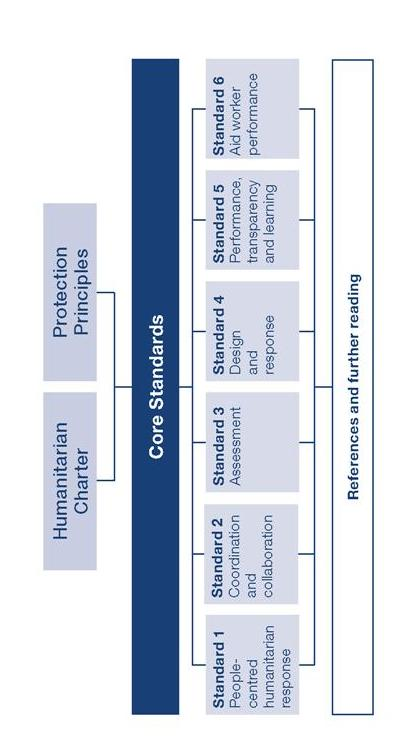 Humanitarian
Charter
Protection
Principles
Core Standards
Standard 1
People-
centred
humanitarian
response
Standard 2
Coordination
and
collaboration
Standard 3
Assessment
Standard 4
Design
and
response
Standard 5
Performance,
transparency
and learning
Standard 6
Aid worker
performance
References and further reading